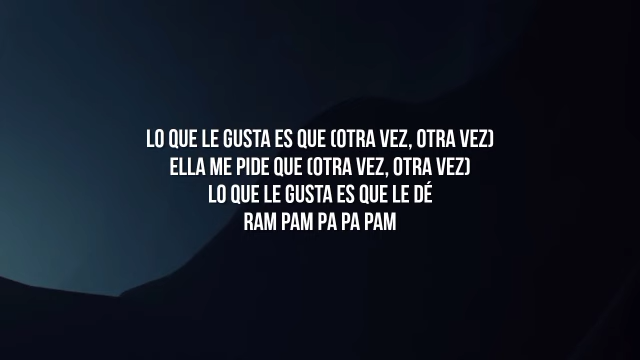 LO QUE LE GUSTA ES QUE (OTRA VEZ, OTRA VEZ)
ELLA ME PIDE QUE (OTRA VEZ, OTRA VEZ)
LO QUE LE GUSTA ES QUE LE DÉ
RAM PAM PA PA PAM